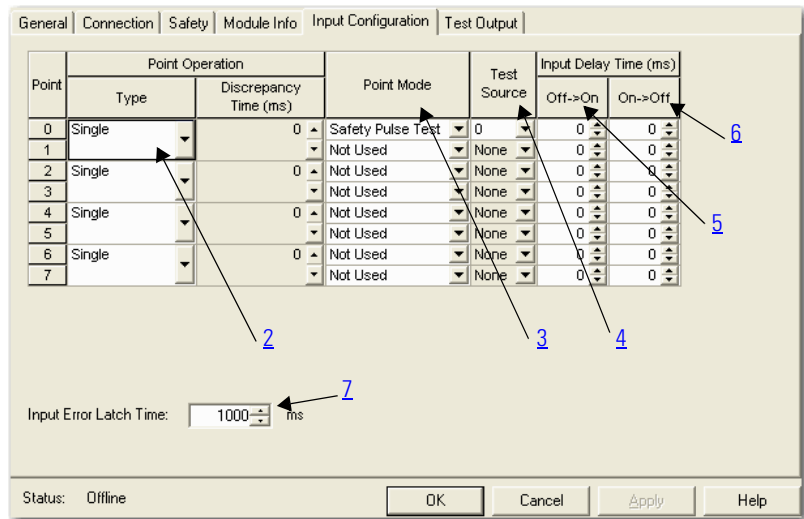 General Connection Safety Module Info Input Configuration Test Output
Point Operation Input Delay Time (ms)
Point Type Discrepancy Time (ms) Point Mode Test Source Off->On On->Off
0 Single 0 Safety Pulse Test 0 0 0
1 Not Used None 0 0
2 Single 0 Not Used None 0 0
3 Not Used None 0 0
4 Single 0 Not Used None 0 0
5 Not Used None 0 0
6 Single 0 Not Used None 0 0
7 Not Used None 0 0
6
5
2
3
4
7
Input Error Latch Time: 1000 ms
Status: Offline OK Cancel Apply Help